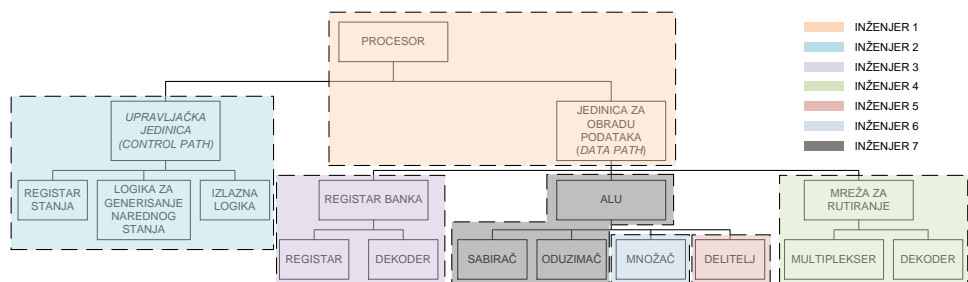 PROCESOR
INŽENJER 1
INŽENJER 2
INŽENJER 3
INŽENJER 4
INŽENJER 5
INŽENJER 6
INŽENJER 7
UPRAVLJAČKA
JEDINICA
(CONTROL PATH)
JEDINICA ZA
OBRADU
PODATAKA
(DATA PATH)
REGISTAR
STANJA
LOGIKA ZA
GENERISANJE
NAREDNOG
STANJA
IZLAZNA
LOGIKA
REGISTAR BANKA
ALU
MREŽA ZA
RUTIRANJE
REGISTAR
DEKODER
SABIRAČ
ODUZIMAČ
MNOŽAČ
DELITELJ
MULTIPLEKSER
DEKODER